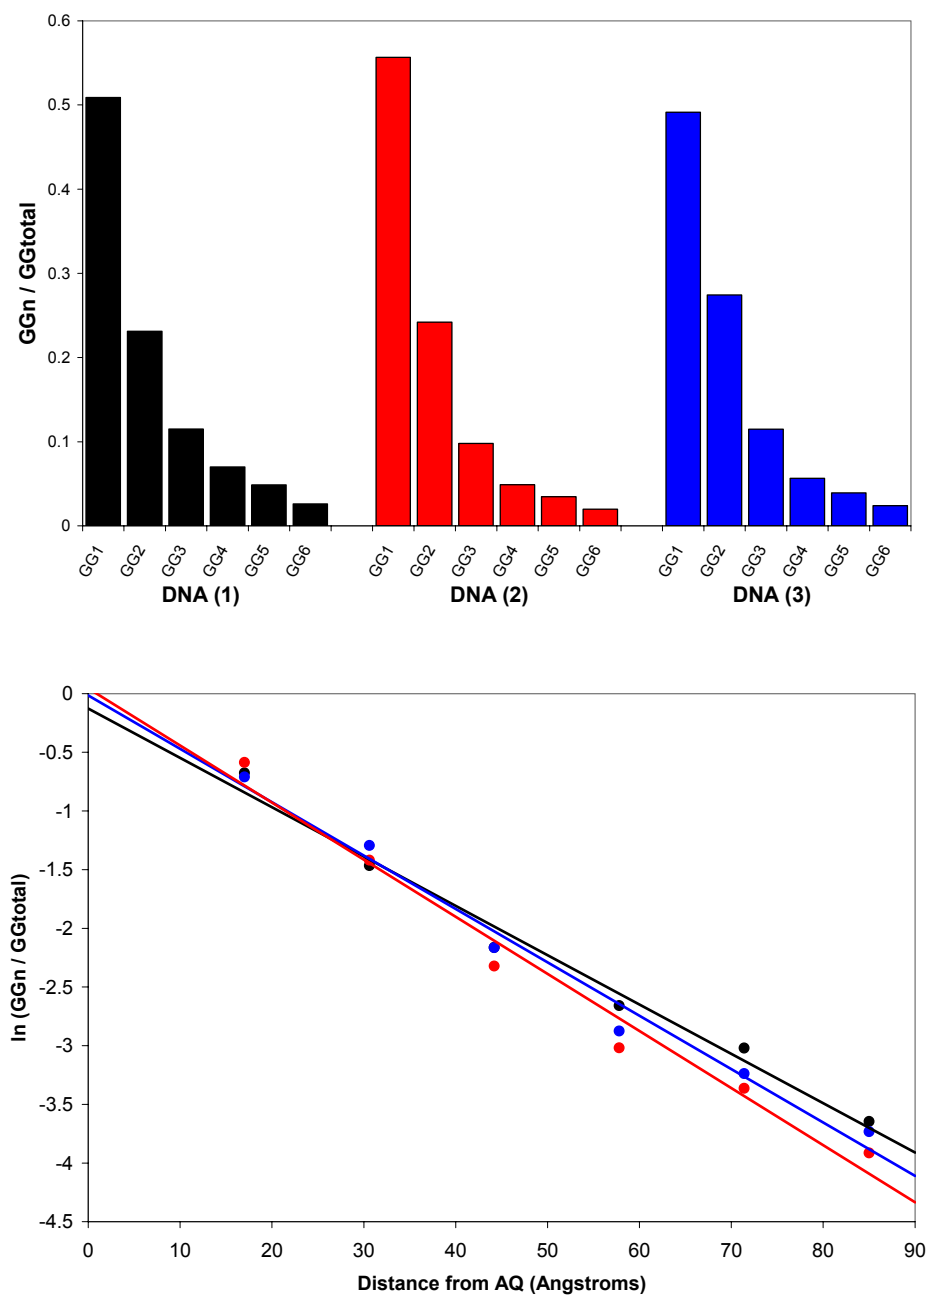 0.6
0.5
0.4
0.3
0.2
0.1
0
GGn / GGtotal
GG1 GG2 GG3 GG4 GG5 GG6 GG1 GG2 GG3 GG4 GG5 GG6 GG1 GG2 GG3 GG4 GG5 GG6
DNA (1) DNA (2) DNA (3)
0
-0.5
-1
-1.5
-2
-2.5
-3
-3.5
-4
-4.5
ln (GGn / GGtotal)
0 10 20 30 40 50 60 70 80 90
Distance from AQ (Angstroms)